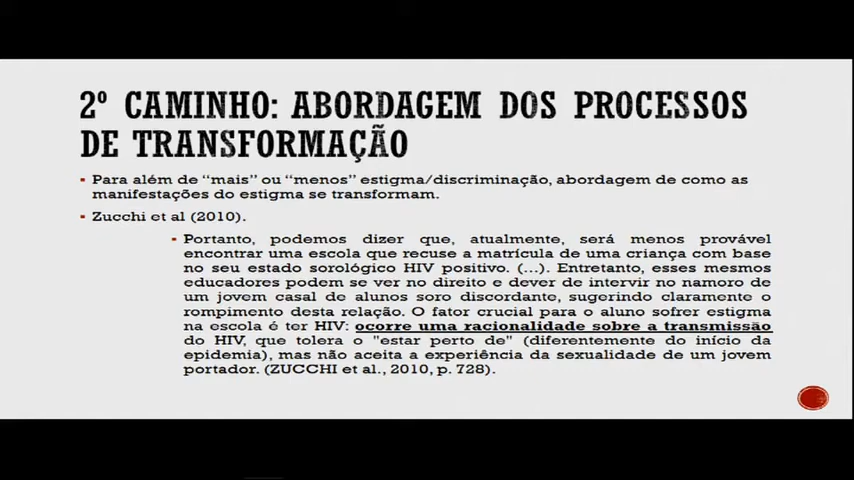 2º CAMINHO: ABORDAGEM DOS PROCESSOS
DE TRANSFORMAÇÃO
Para além de “mais” ou “menos” estigma/discriminação, abordagem de como as
manifestações do estigma se transformam.
Zucchi et al (2010).
Portanto, podemos dizer que, atualmente, será menos provável
encontrar uma escola que recuse a matrícula de uma criança com base
no seu estado sorológico HIV positivo. (...). Entretanto, esses mesmos
educadores podem se ver no direito e dever de intervir no namoro de
um jovem casal de alunos soro discordante, sugerindo claramente o
rompimento desta relação. O fator crucial para o aluno sofrer estigma
na escola é ter HIV: ocorre uma racionalidade sobre a transmissão
do HIV, que tolera o "estar perto de" (diferentemente do início da
epidemia), mas não aceita a experiência da sexualidade de um jovem
portador. (ZUCCHI et al., 2010, p. 728).